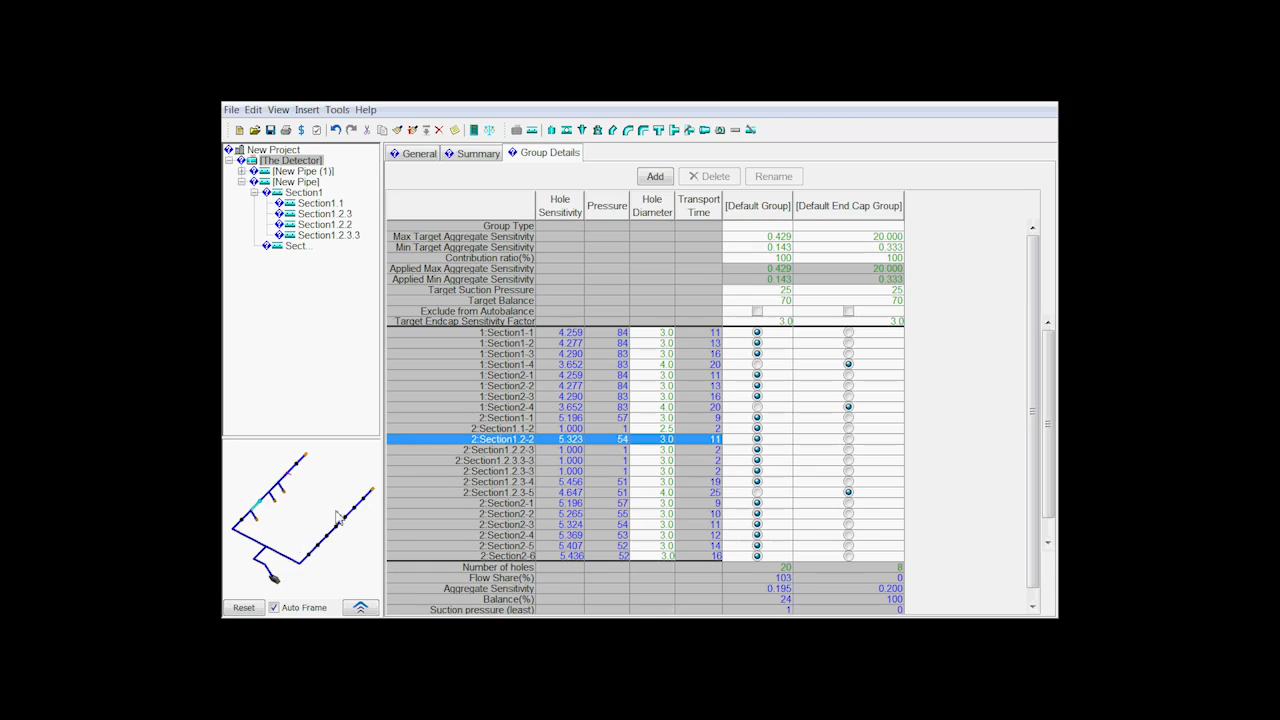 File Edit View Insert Tools Help
New Project
[The Detector]
[New Pipe (1)]
[New Pipe]
Section1
Section1.1
Section1.2.3
Section1.2.2
Section1.2.3.3
Sect...
General Summary Group Details
Add Delete Rename
Hole Sensitivity Pressure Hole Diameter Transport Time [Default Group] [Default End Cap Group]
Group Type
Max Target Aggregate Sensitivity 0.429 20.000
Min Target Aggregate Sensitivity 0.143 0.333
Contribution ratio(%) 100 100
Applied Max Aggregate Sensitivity 0.429 20.000
Applied Min Aggregate Sensitivity 0.143 0.333
Target Suction Pressure 25 25
Target Balance 70 70
Exclude from Autobalance
Target Endcap Sensitivity Factor 3.0 3.0
1:Section1-1 4.259 84 3.0 11
1:Section1-2 4.277 84 3.0 13
1:Section1-3 4.290 83 3.0 16
1:Section1-4 3.652 83 4.0 20
1:Section2-1 4.259 84 3.0 11
1:Section2-2 4.277 84 3.0 13
1:Section2-3 4.290 83 3.0 16
1:Section2-4 3.652 83 4.0 20
2:Section1-1 5.196 57 3.0 9
2:Section1.1-2 1.000 1 2.5 2
2:Section1.2-2 5.323 54 3.0 11
2:Section1.2.2-3 1.000 1 3.0 2
2:Section1.2.3.3-3 1.000 1 3.0 2
2:Section1.2.3-3 1.000 1 3.0 2
2:Section1.2.3-4 5.456 51 3.0 19
2:Section1.2.3-5 4.647 51 4.0 25
2:Section2-1 5.196 57 3.0 9
2:Section2-2 5.265 55 3.0 10
2:Section2-3 5.324 54 3.0 11
2:Section2-4 5.369 53 3.0 12
2:Section2-5 5.407 52 3.0 14
2:Section2-6 5.436 52 3.0 16
Number of holes 20 8
Flow Share(%) 103 0
Aggregate Sensitivity 0.195 0.200
Balance(%) 24 100
Suction pressure (least) 1 0
Reset Auto Frame